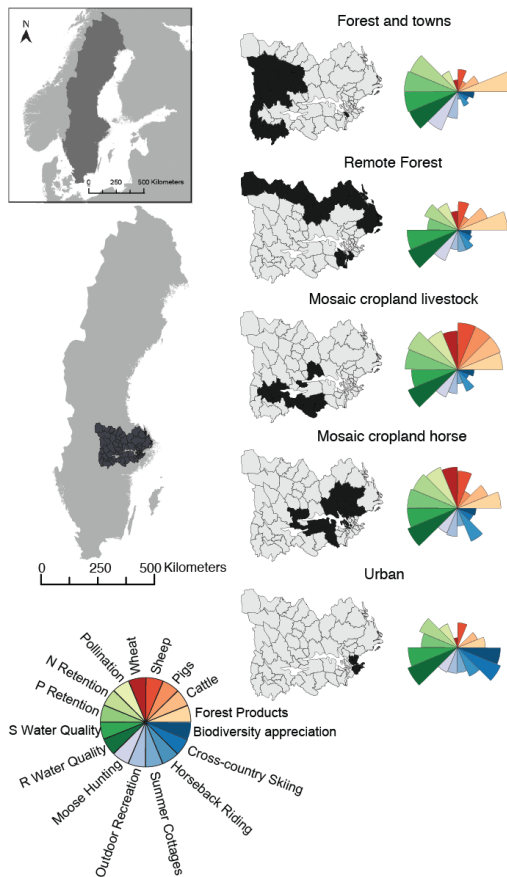 N
0 250 500 Kilometers
0 250 500 Kilometers
Forest and towns
Remote Forest
Mosaic cropland livestock
Mosaic cropland horse
Urban
Wheat
Sheep
Pigs
Cattle
Forest Products
Biodiversity appreciation
Cross-country Skiing
Horseback Riding
Summer Cottages
Outdoor Recreation
Moose Hunting
R Water Quality
S Water Quality
P Retention
N Retention
Pollination